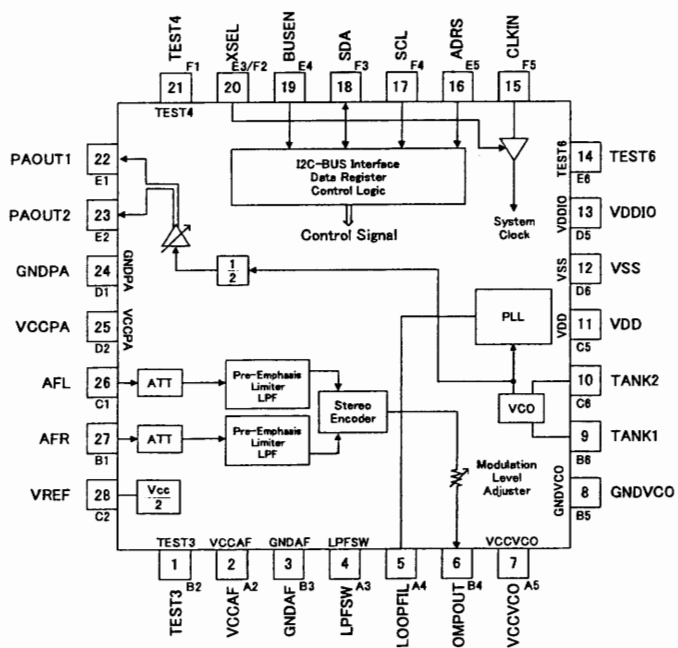 TEST4
XSEL
BUSEN
SDA
SCL
ADRS
CLKIN
F1
E3/F2
E4
F3
F4
E5
F5
21
20
19
18
17
16
15
TEST4
PAOUT1
22
E1
PAOUT2
23
E2
GNDPA
24
D1
GNDPA
VCCPA
25
D2
VCCPA
AFL
26
C1
AFR
27
B1
VREF
28
C2
I2C-BUS Interface
Data Register
Control Logic
Control Signal
System
Clock
1
2
PLL
VCO
ATT
Pre-Emphasis
Limiter
LPF
Stereo
Encoder
ATT
Pre-Emphasis
Limiter
LPF
Vcc
2
Modulation
Level
Adjuster
TEST6
14
TEST6
E6
VDDIO
13
VDDIO
D5
VSS
12
VSS
D6
VDD
11
VDD
C5
10
TANK2
C6
9
TANK1
B6
GNDVCO
8
GNDVCO
B5
TEST3
VCCAF
GNDAF
LPFSW
VCCVCO
1
2
3
4
5
6
7
B2
A2
B3
A3
A4
B4
A5
TEST3
VCCAF
GNDAF
LPFSW
LOOPFIL
OMPOUT
VCCVCO